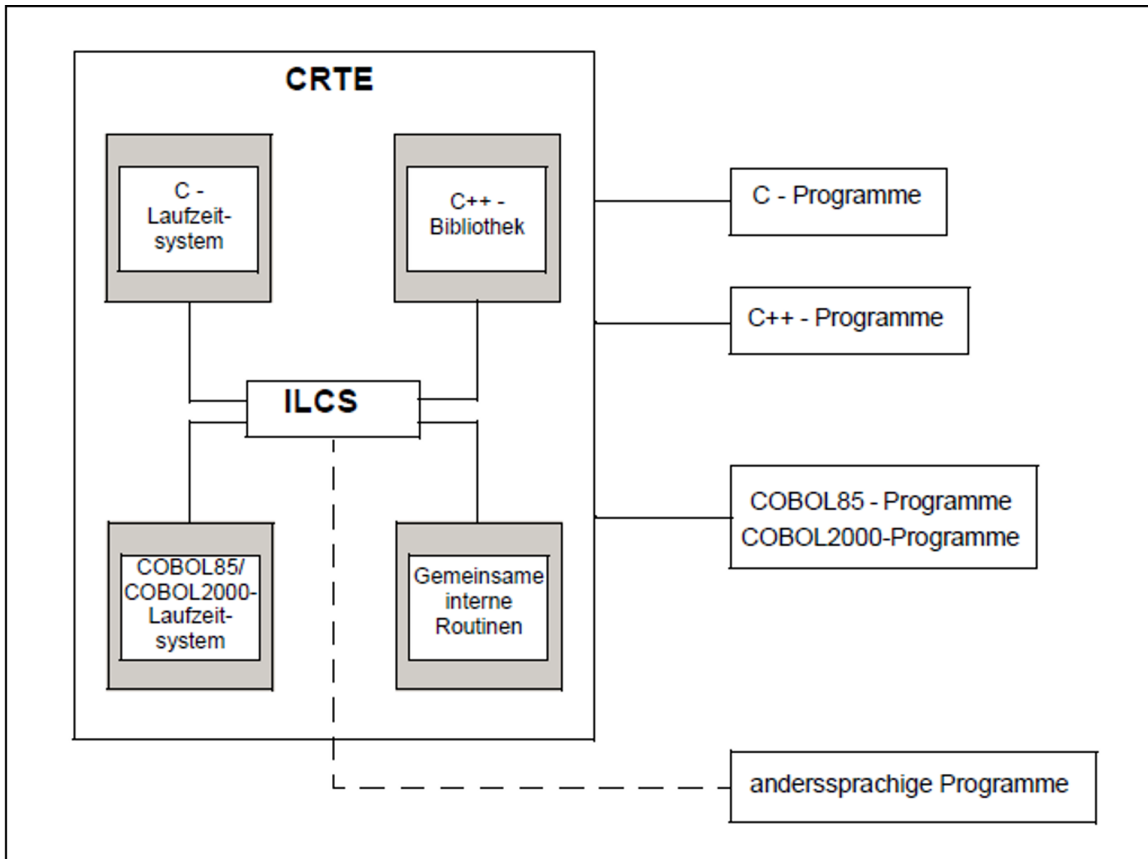 CRTE
C -
Laufzeit-
system
C++ -
Bibliothek
C - Programme
C++ - Programme
ILCS
COBOL85 - Programme
COBOL2000-Programme
COBOL85/
COBOL2000-
Laufzeit-
system
Gemeinsame
interne
Routinen
anderssprachige Programme